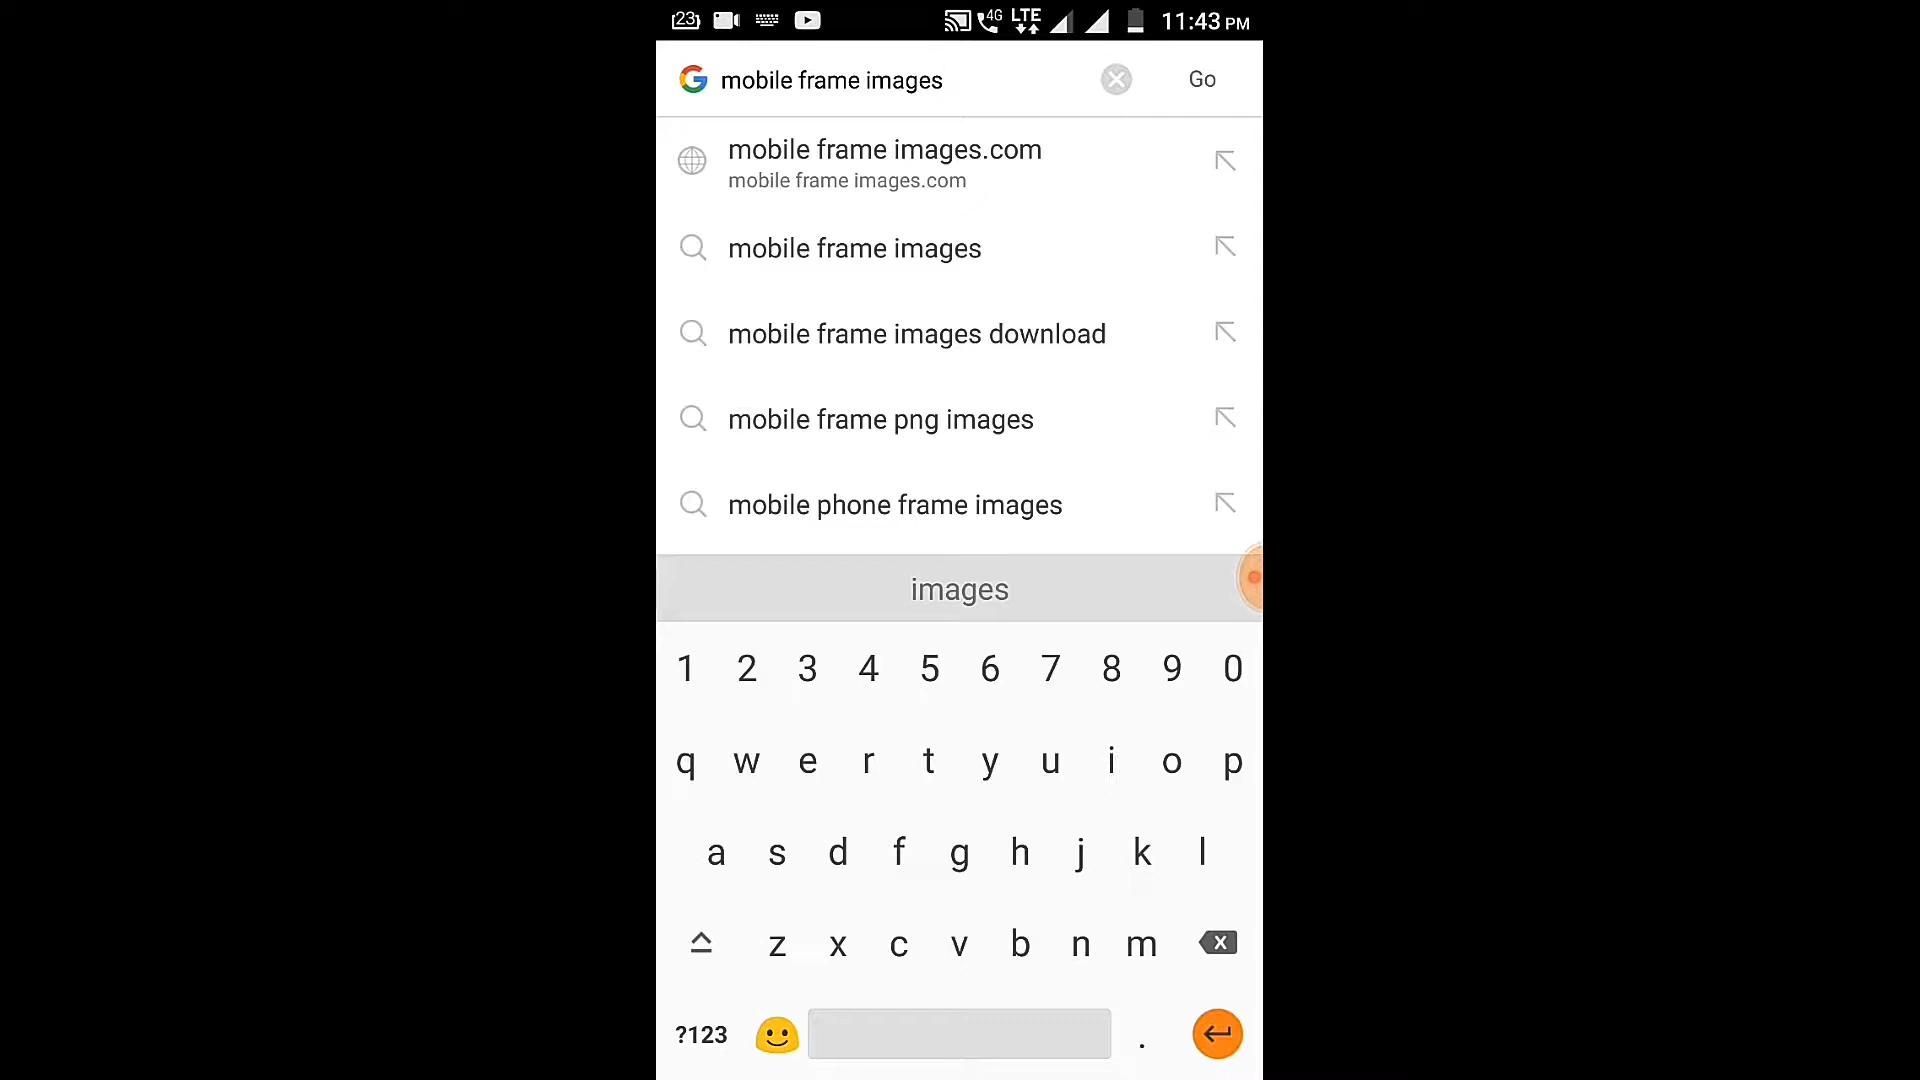 23 4G LTE 11:43 PM
mobile frame images Go
mobile frame images.com
mobile frame images.com
mobile frame images
mobile frame images download
mobile frame png images
mobile phone frame images
images
1 2 3 4 5 6 7 8 9 0
q w e r t y u i o p
a s d f g h j k l
z x c v b n m
?123 .